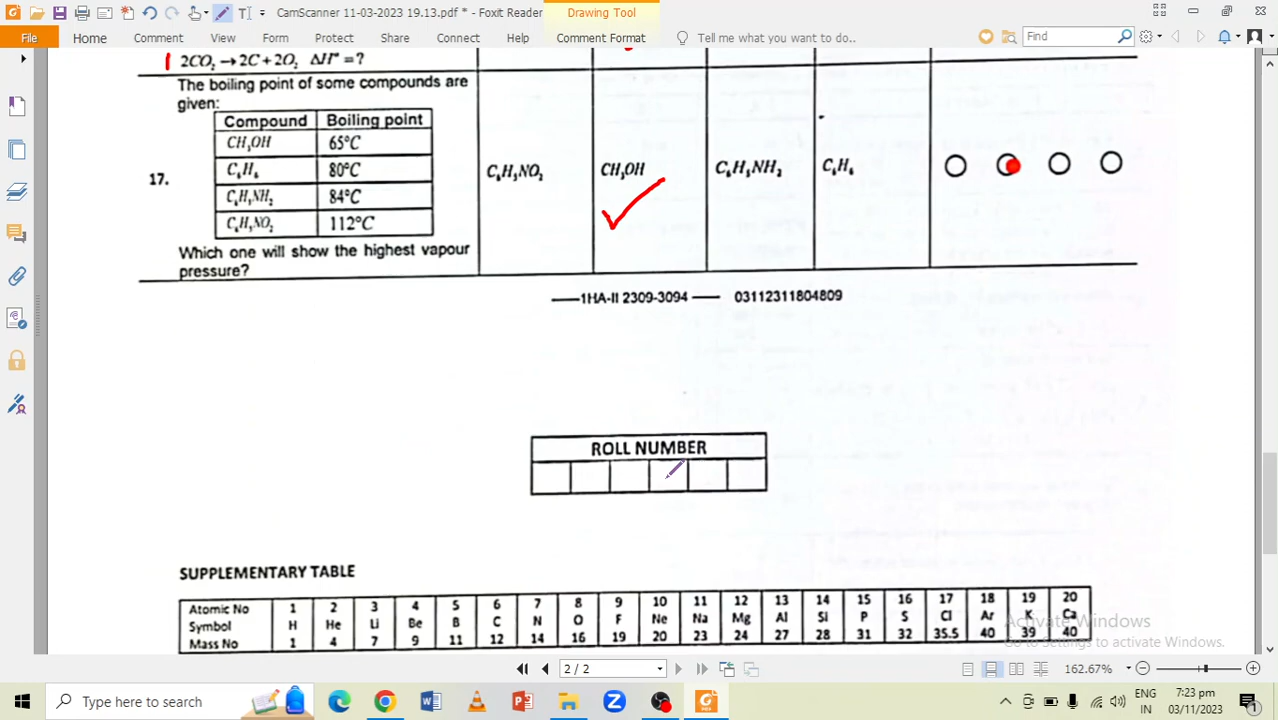 CamScanner 11-03-2023 19.13.pdf * - Foxit Reader
Drawing Tool
File
Home
Comment
View
Form
Protect
Share
Connect
Help
Comment Format
Tell me what you want to do..
Find
2CO₂ → 2C + 2O₂ ΔH° = ?
The boiling point of some compounds are
given:
Compound Boiling point
CH₃OH 65°C
C₆H₆ 80°C
C₆H₅NH₂ 84°C
C₆H₅NO₂ 112°C
17.
C₆H₅NO₂
CH₃OH
C₆H₅NH₂
C₆H₆
Which one will show the highest vapour
pressure?
1HA-II 2309-3094
03112311804809
ROLL NUMBER
SUPPLEMENTARY TABLE
Atomic No 1 2 3 4 5 6 7 8 9 10 11 12 13 14 15 16 17 18 19 20
Symbol H He Li Be B C N O F Ne Na Mg Al Si P S Cl Ar K Ca
Mass No 1 4 7 9 11 12 14 16 19 20 23 24 27 28 31 32 35.5 40 39 40
Activate Windows
Go to Settings to activate Windows.
2 / 2
162.67%
Type here to search
ENG
IN
7:23 pm
03/11/2023